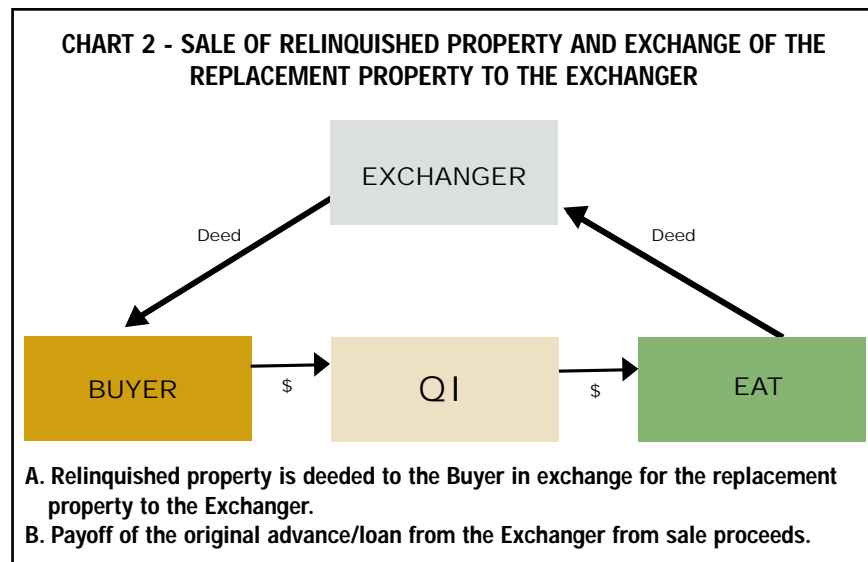 CHART 2 - SALE OF RELINQUISHED PROPERTY AND EXCHANGE OF THE
REPLACEMENT PROPERTY TO THE EXCHANGER
EXCHANGER
Deed
Deed
BUYER
$
QI
$
EAT
A. Relinquished property is deeded to the Buyer in exchange for the replacement
property to the Exchanger.
B. Payoff of the original advance/loan from the Exchanger from sale proceeds.